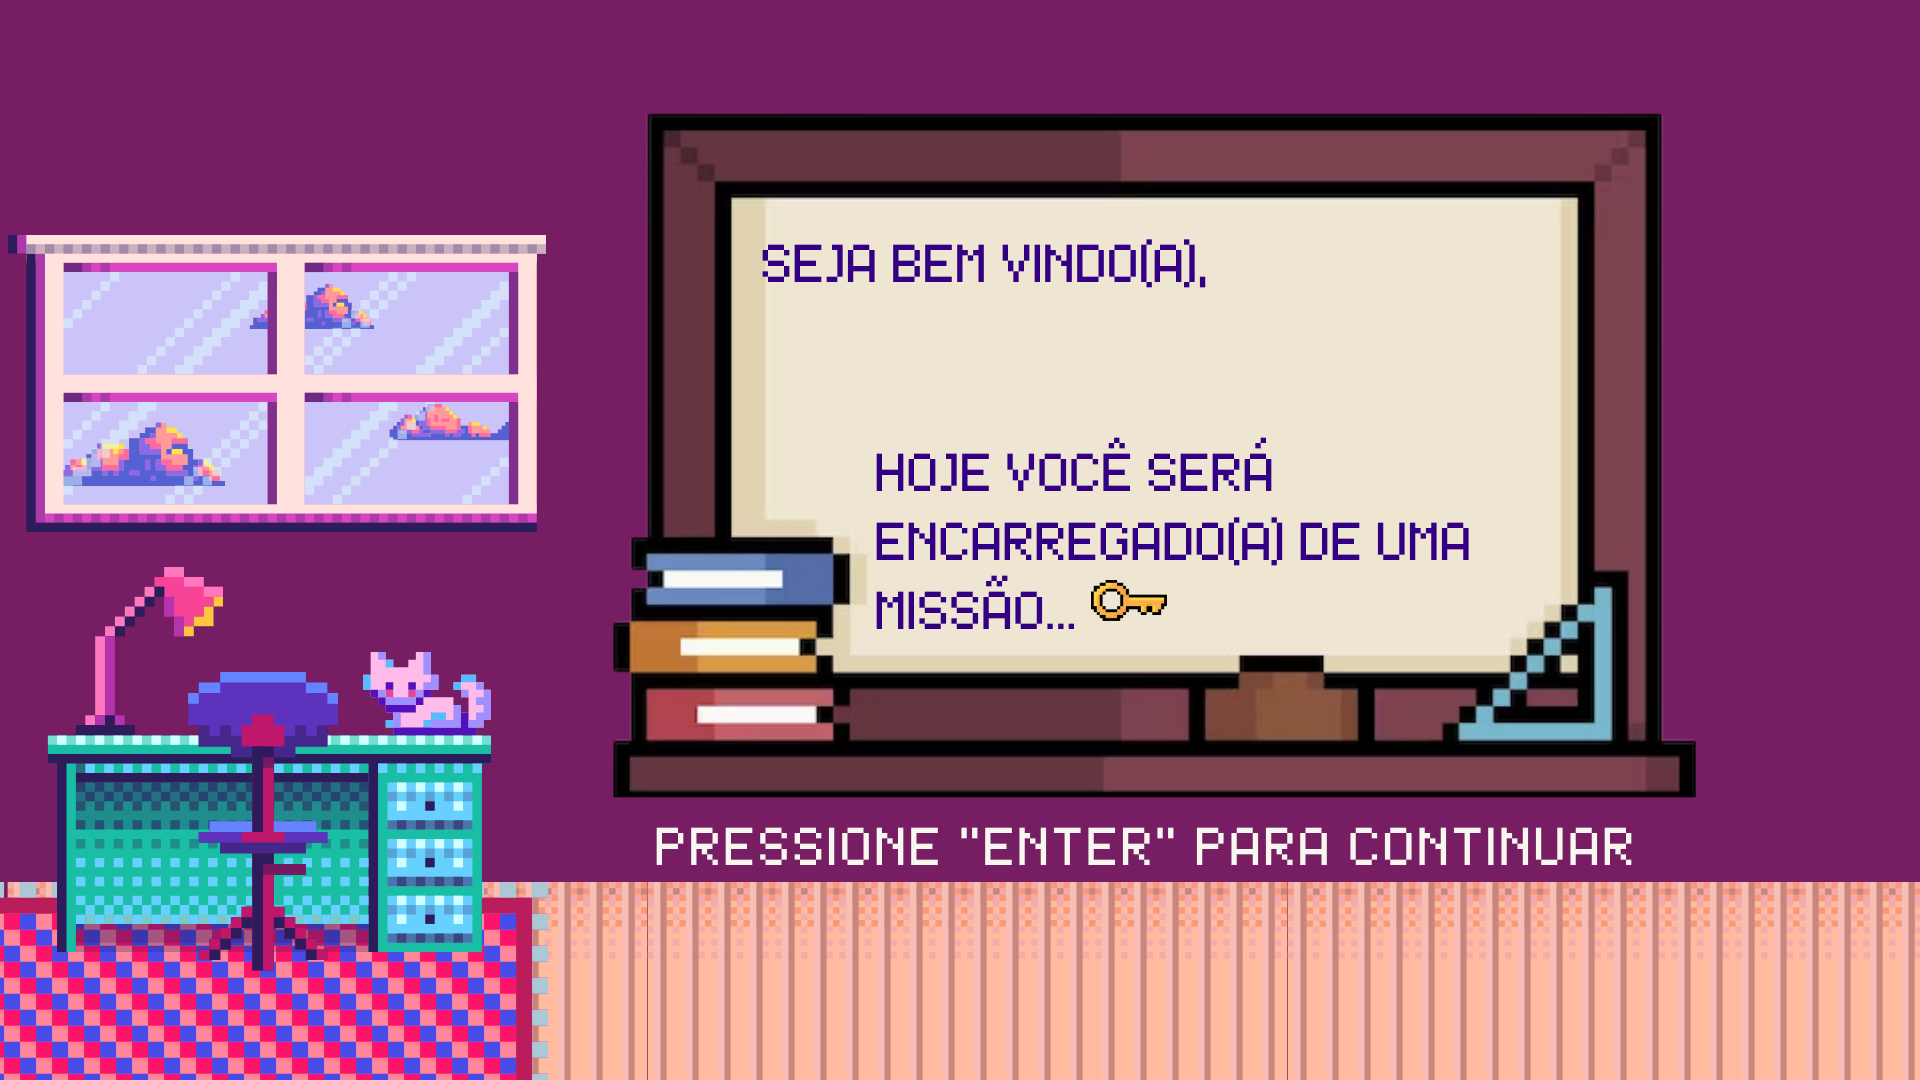 SEJA BEM VINDO(A),
HOJE VOCÊ SERÁ
ENCARREGADO(A) DE UMA
MISSÃO...
PRESSIONE "ENTER" PARA CONTINUAR